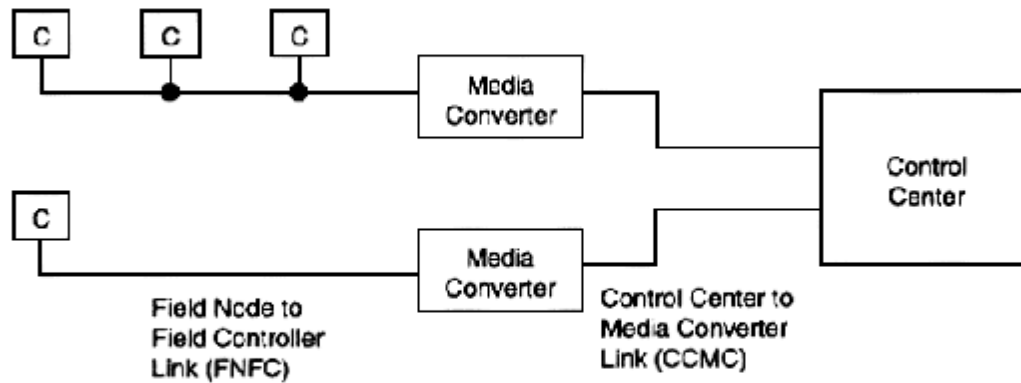 C
C
C
Media
Converter
Control
Center
C
Media
Converter
Field Node to
Field Controller
Link (FNFC)
Control Center to
Media Converter
Link (CCMC)